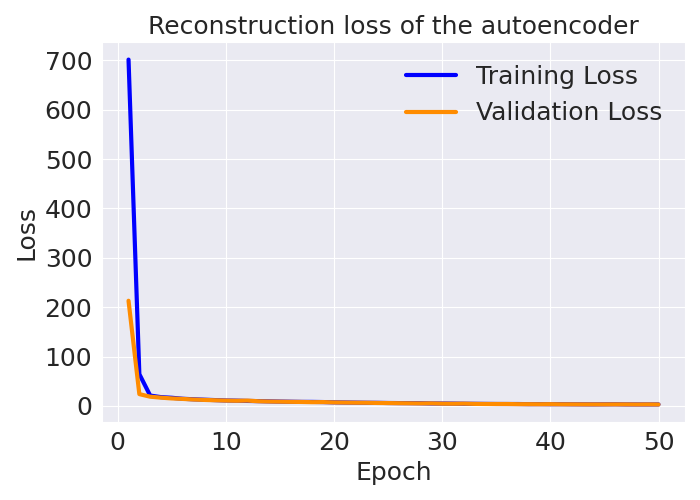 Reconstruction loss of the autoencoder
Training Loss
Validation Loss
Loss
700
600
500
400
300
200
100
0
0 10 20 30 40 50
Epoch